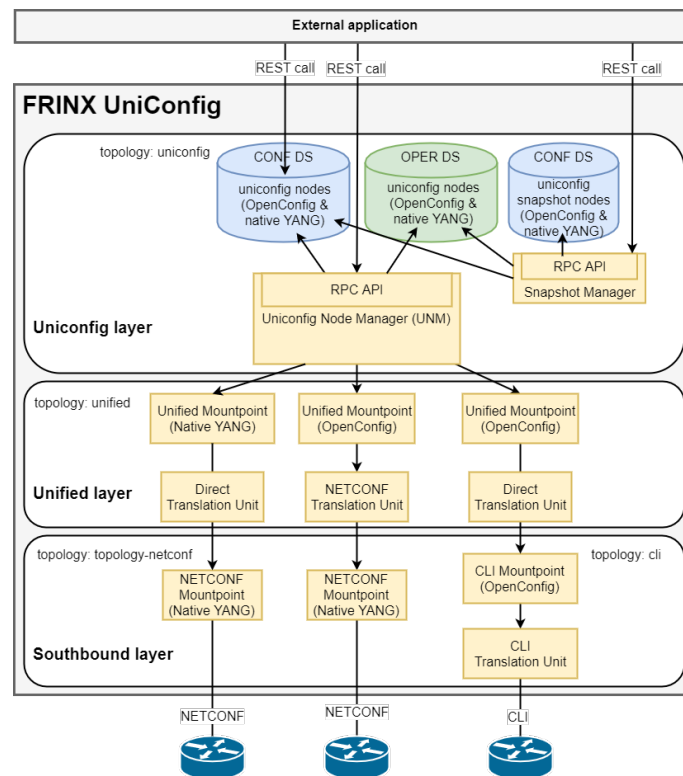 External application
REST call
REST call
REST call
FRINX UniConfig
topology: uniconfig
CONF DS
uniconfig nodes
(OpenConfig &
native YANG)
OPER DS
uniconfig nodes
(OpenConfig &
native YANG)
CONF DS
uniconfig
snapshot nodes
(OpenConfig &
native YANG)
RPC API
Snapshot Manager
RPC API
Uniconfig Node Manager (UNM)
Uniconfig layer
topology: unified
Unified Mountpoint
(Native YANG)
Unified Mountpoint
(OpenConfig)
Unified Mountpoint
(OpenConfig)
Direct
Translation Unit
NETCONF
Translation Unit
Direct
Translation Unit
Unified layer
topology: topology-netconf
topology: cli
NETCONF
Mountpoint
(Native YANG)
NETCONF
Mountpoint
(Native YANG)
CLI Mountpoint
(OpenConfig)
CLI
Translation Unit
Southbound layer
NETCONF
NETCONF
CLI